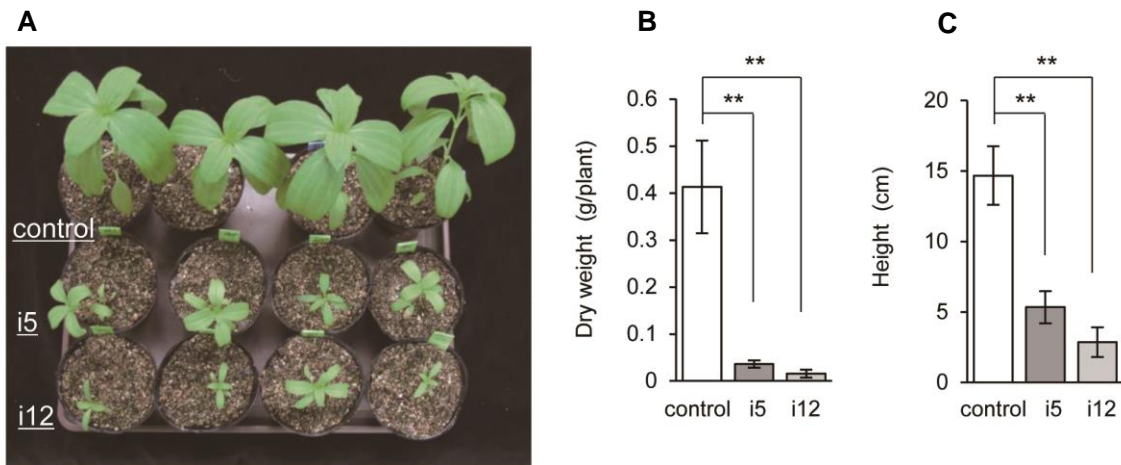 A
control
i5
i12
B
**
**
Dry weight (g/plant)
0.6
0.5
0.4
0.3
0.2
0.1
0
control i5 i12
C
**
**
Height (cm)
20
15
10
5
0
control i5 i12